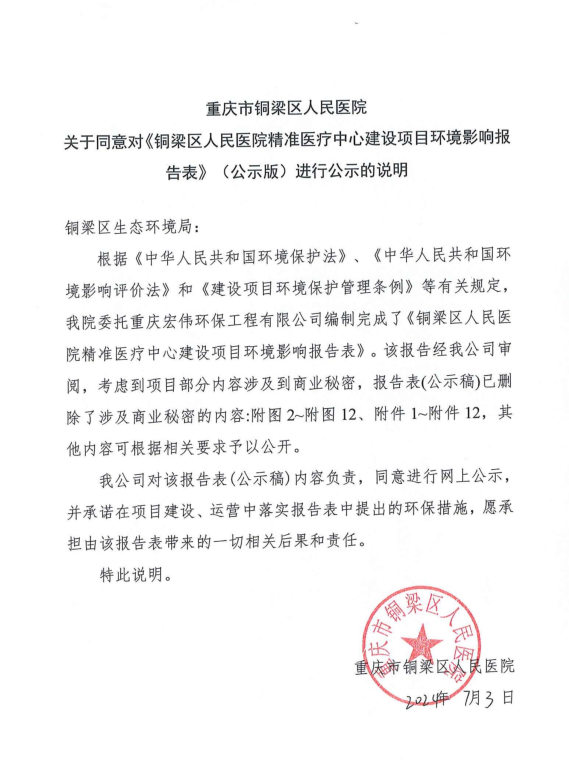 重庆市铜梁区人民医院
关于同意对《铜梁区人民医院精准医疗中心建设项目环境影响报
告表》（公示版）进行公示的说明
铜梁区生态环境局：
根据《中华人民共和国环境保护法》、《中华人民共和国环
境影响评价法》和《建设项目环境保护管理条例》等有关规定，
我院委托重庆宏伟环保工程有限公司编制完成了《铜梁区人民医
院精准医疗中心建设项目环境影响报告表》。该报告经我公司审
阅，考虑到项目部分内容涉及到商业秘密，报告表(公示稿)已删
除了涉及商业秘密的内容:附图 2~附图 12、附件 1~附件 12，其
他内容可根据相关要求予以公开。
我公司对该报告表(公示稿)内容负责，同意进行网上公示，
并承诺在项目建设、运营中落实报告表中提出的环保措施，愿承
担由该报告表带来的一切相关后果和责任。
特此说明。
重庆市铜梁区人民医院
重庆市铜梁区人民医院
2024年 7月3 日